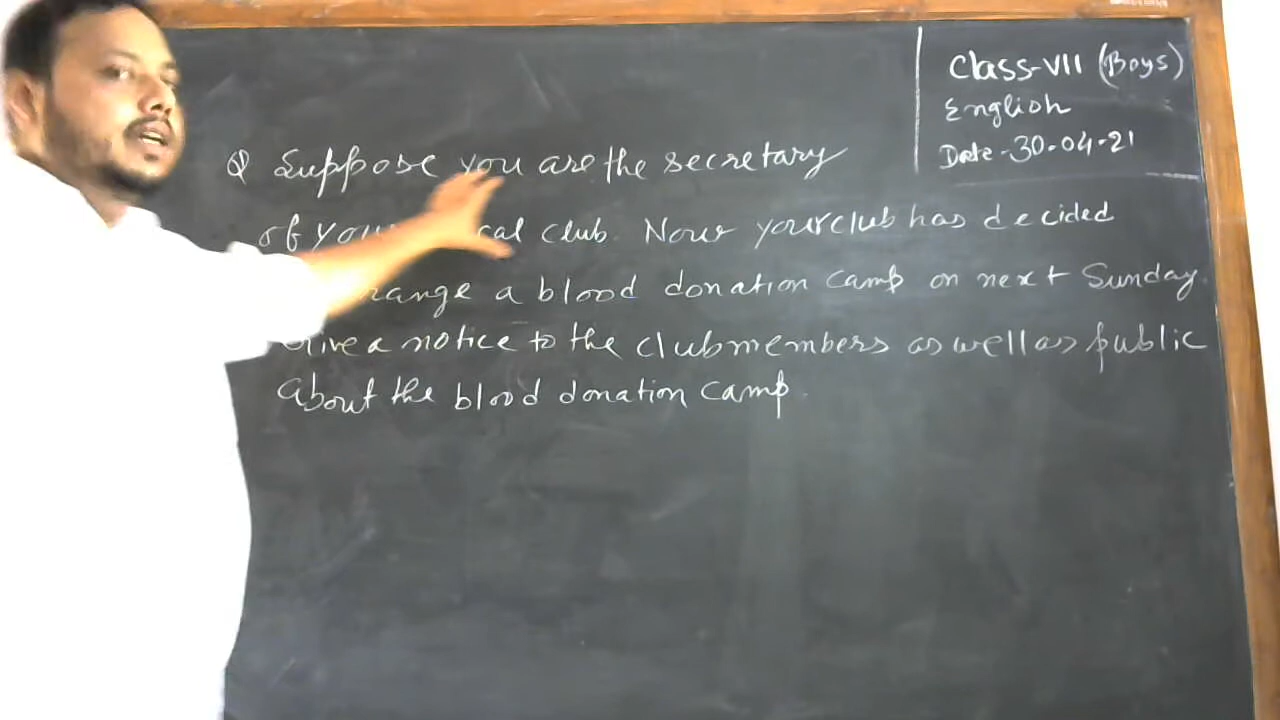 Class-VII (Boys)
English
Date-30-04-21
Q Suppose you are the secretary
of your club. Now your club has decided
a blood donation camp on next Sunday.
Give a notice to the club members as well as public
about the blood donation camp.